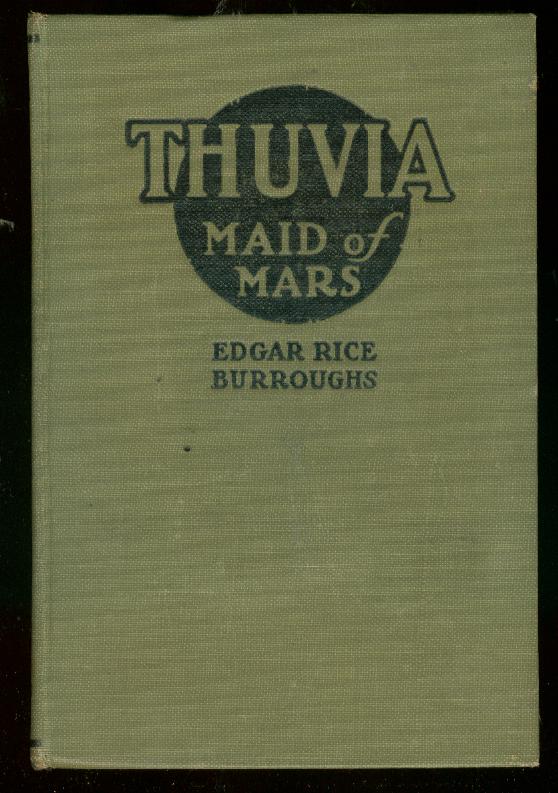 THUVIA
MAID of
MARS
EDGAR RICE
BURROUGHS